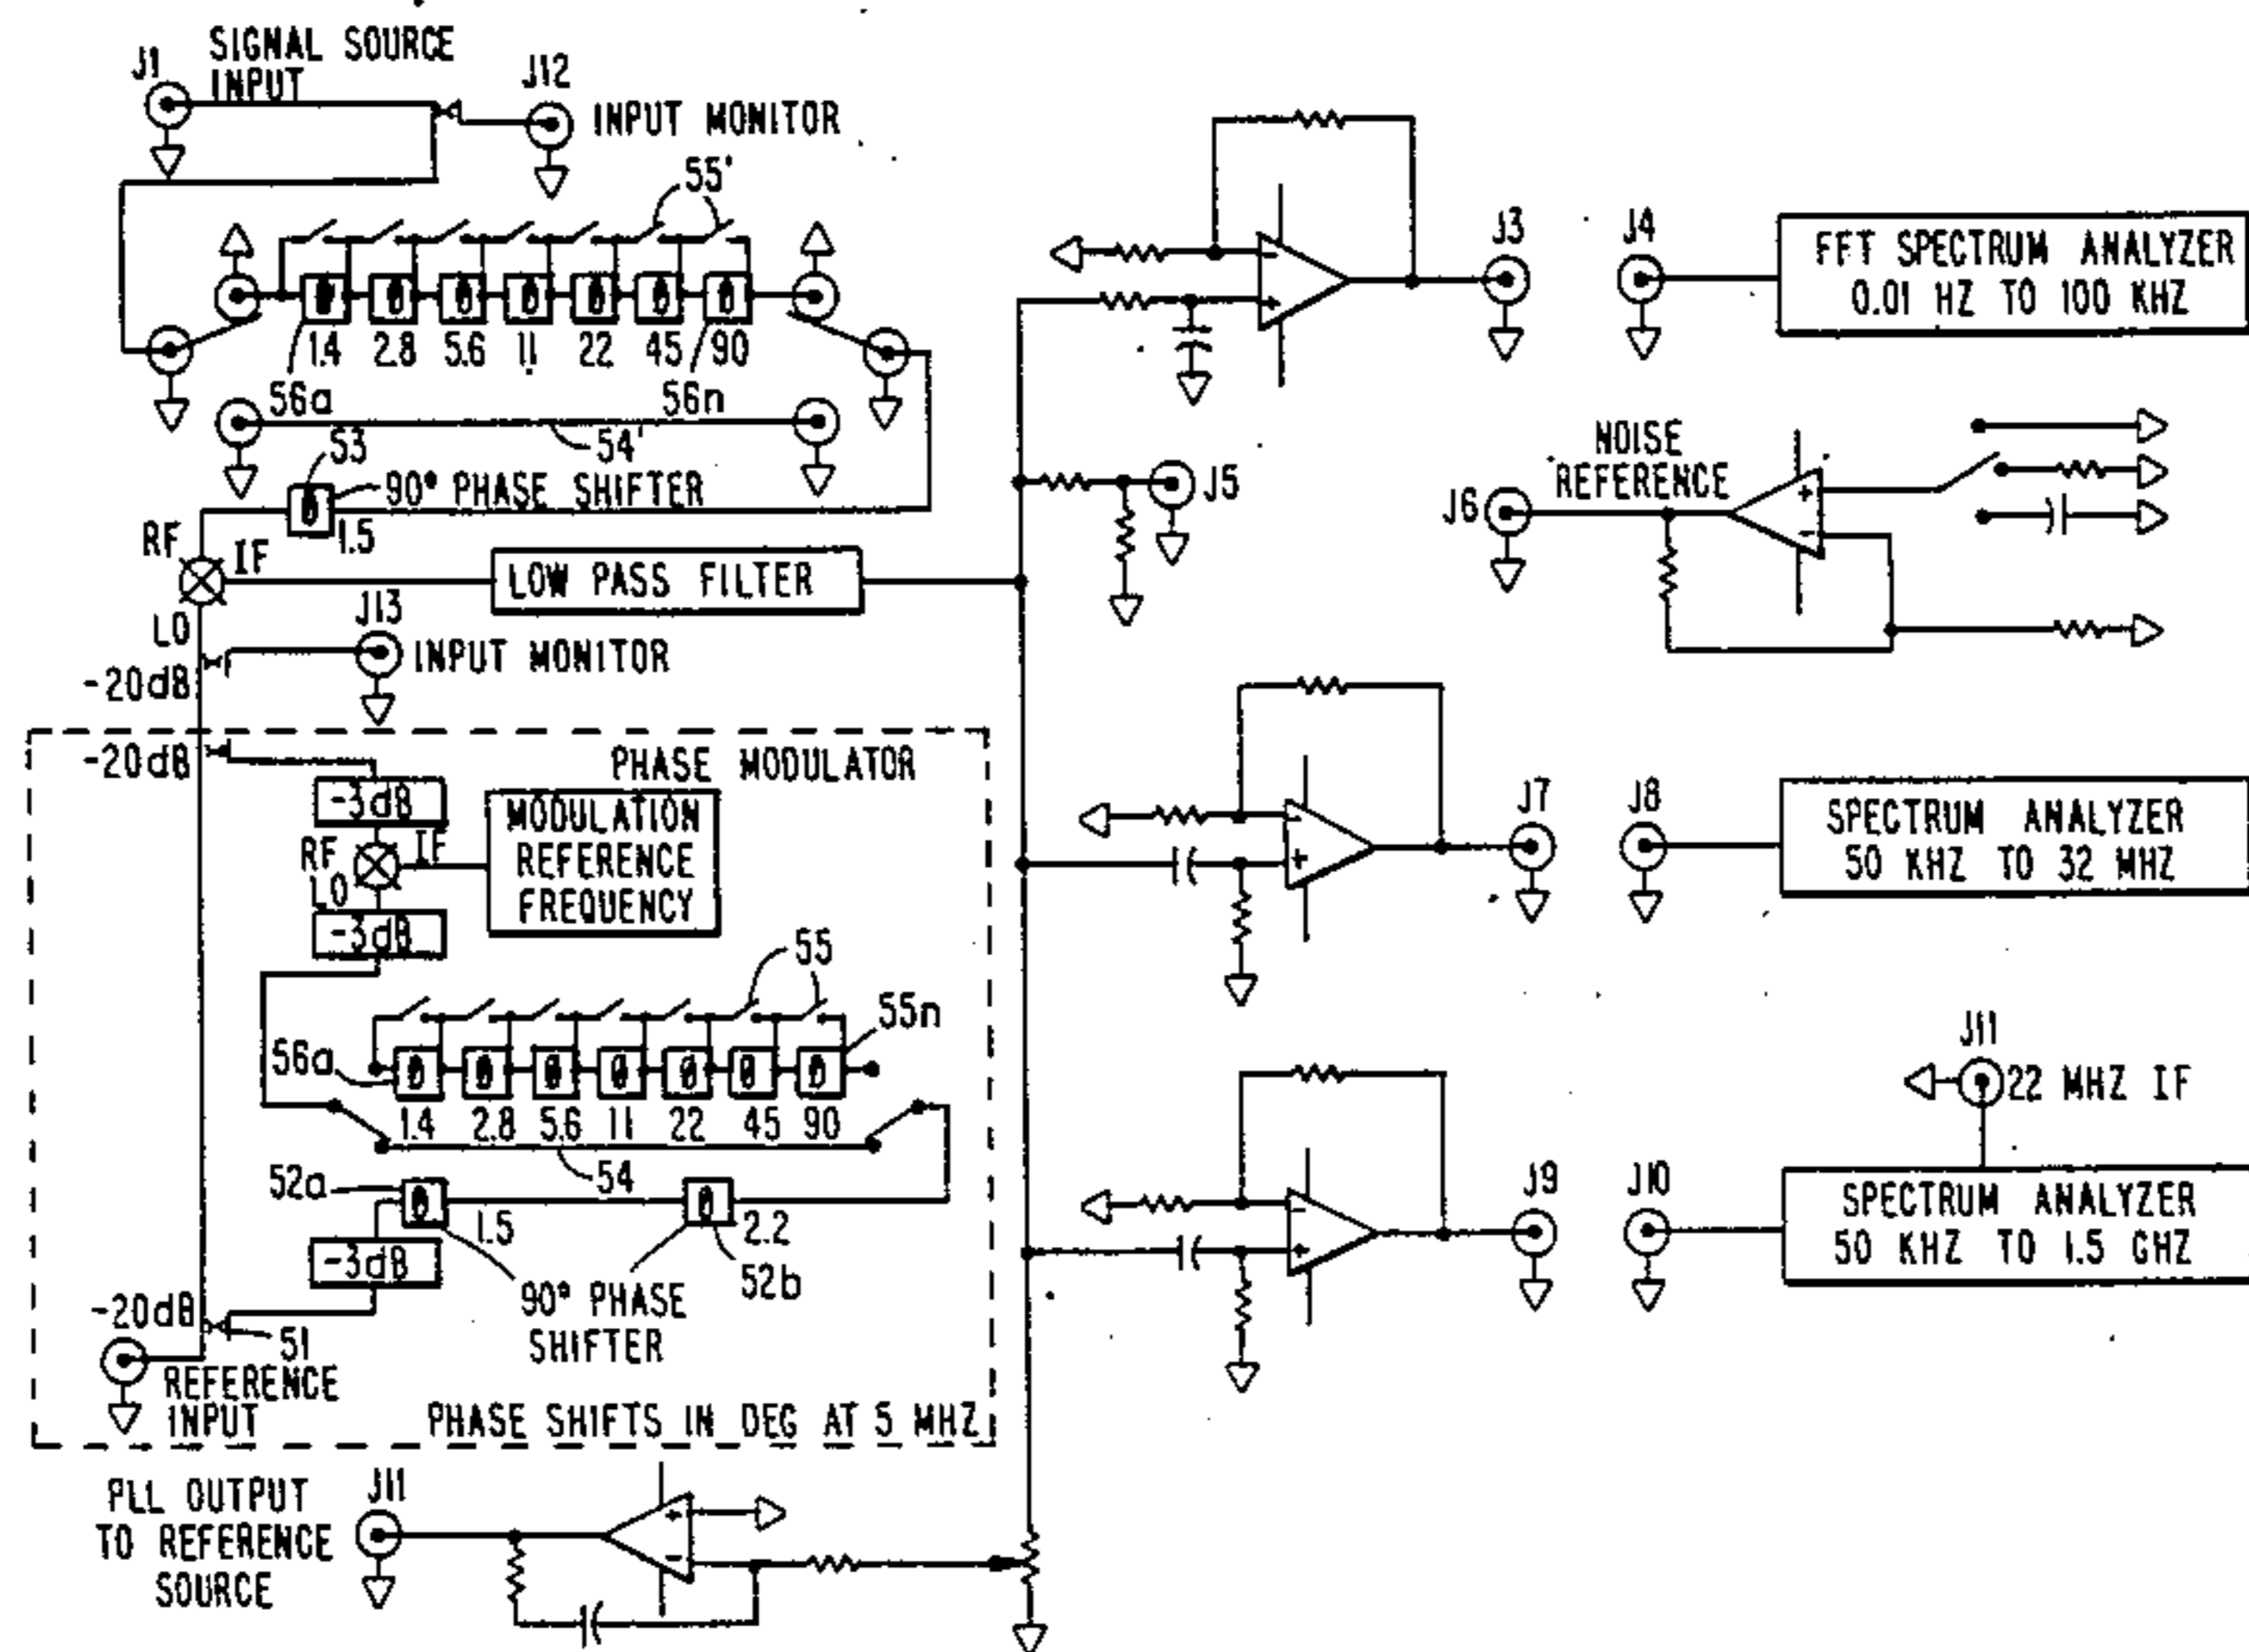 J1
SIGNAL SOURCE
INPUT
J12
INPUT MONITOR
55'
1.4 2.8 5.6 11 22 45 90
56a
56n
54'
53
90° PHASE SHIFTER
1.5
RF
IF
LO
LOW PASS FILTER
J13
INPUT MONITOR
-20dB
-20dB
PHASE MODULATOR
-3dB
RF
IF
LO
MODULATION
REFERENCE
FREQUENCY
-3dB
55
55n
56a
1.4 2.8 5.6 11 22 45 90
54
52a
1.5
2.2
52b
-3dB
90° PHASE
SHIFTER
-20dB
51
REFERENCE
INPUT
PHASE SHIFTS IN DEG AT 5 MHZ
PLL OUTPUT
TO REFERENCE
SOURCE
J11
+
-
-
+
J3
J4
FFT SPECTRUM ANALYZER
0.01 HZ TO 100 KHZ
J5
NOISE
REFERENCE
J6
+
-
-
+
J7
J8
SPECTRUM ANALYZER
50 KHZ TO 32 MHZ
J11
22 MHZ IF
-
+
J9
J10
SPECTRUM ANALYZER
50 KHZ TO 1.5 GHZ